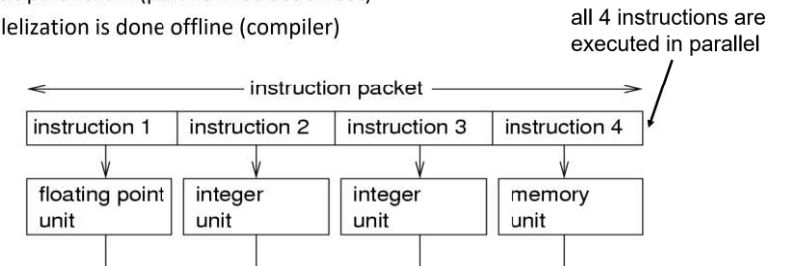 lelization is done offline (compiler)
all 4 instructions are
executed in parallel
instruction packet
instruction 1 instruction 2 instruction 3 instruction 4
floating point integer integer memory
unit unit unit unit